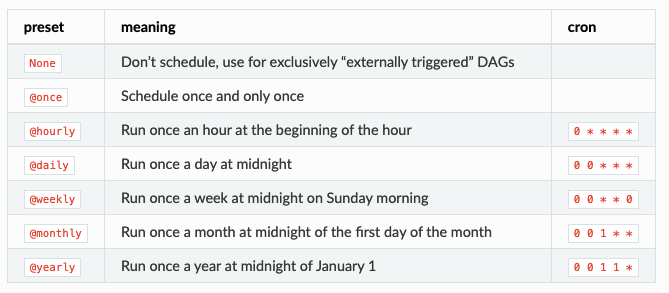 preset meaning cron
None Don’t schedule, use for exclusively “externally triggered” DAGs
@once Schedule once and only once
@hourly Run once an hour at the beginning of the hour 0 * * * *
@daily Run once a day at midnight 0 0 * * *
@weekly Run once a week at midnight on Sunday morning 0 0 * * 0
@monthly Run once a month at midnight of the first day of the month 0 0 1 * *
@yearly Run once a year at midnight of January 1 0 0 1 1 *